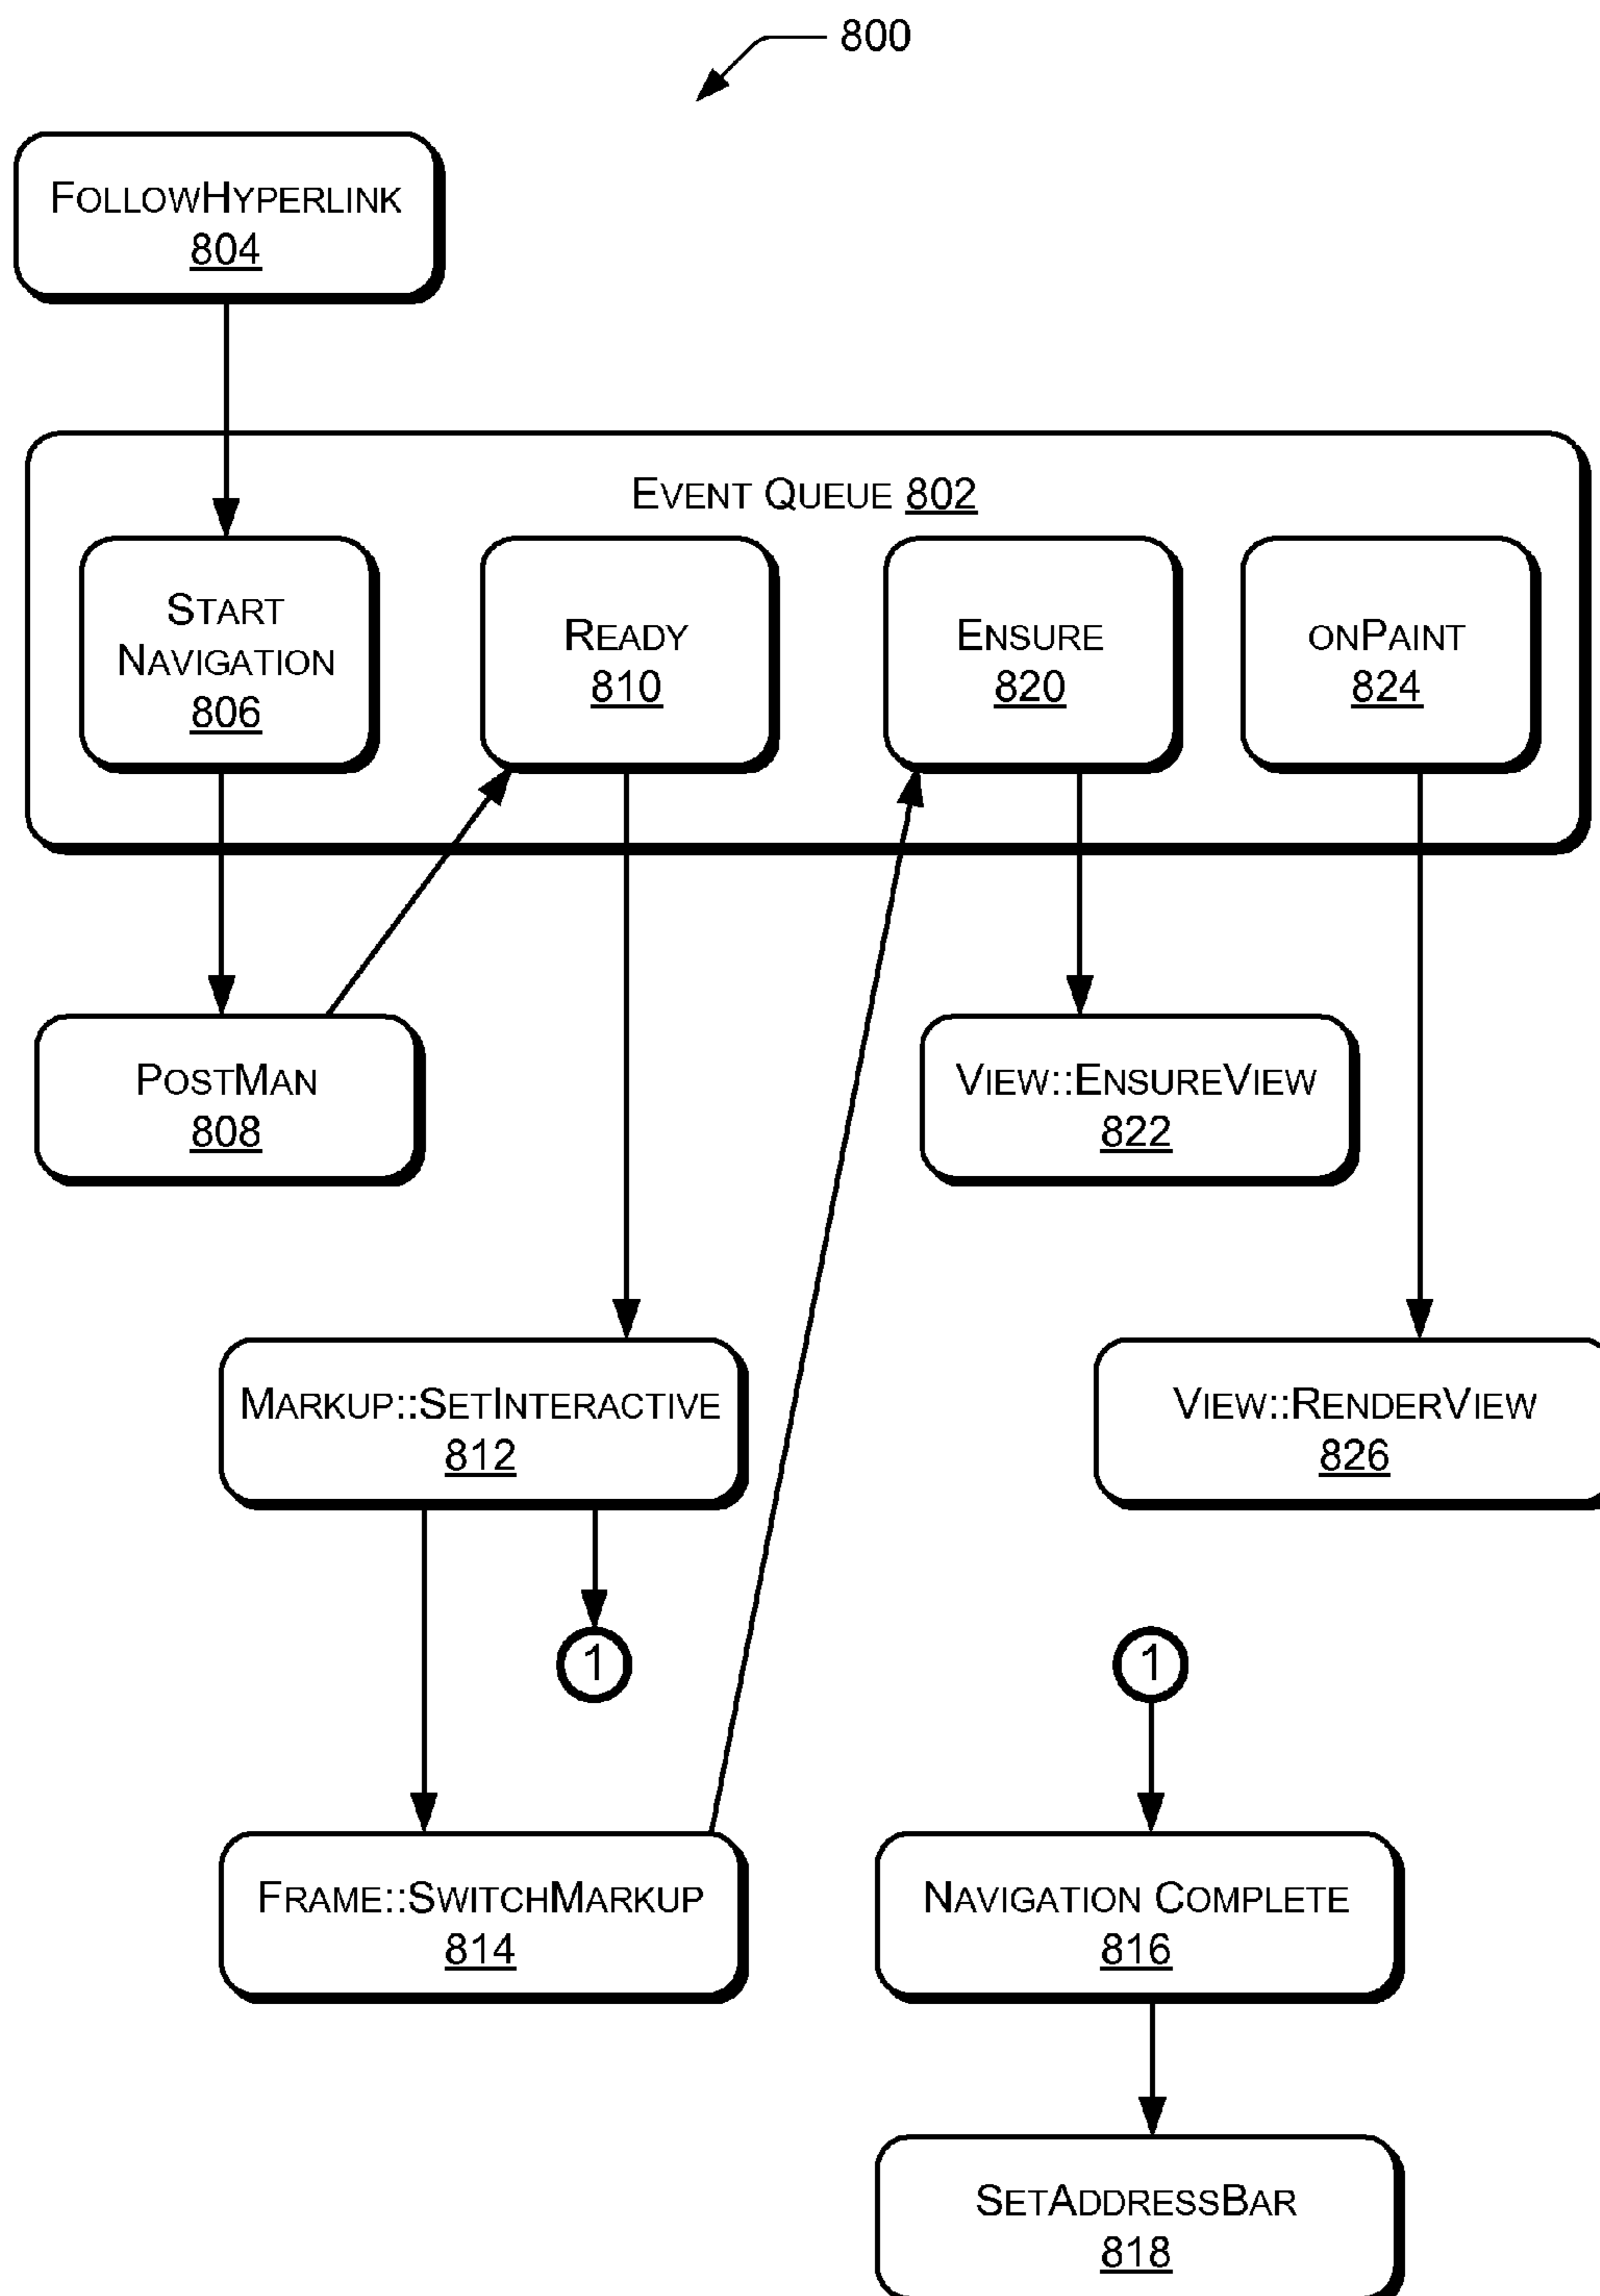 800
FOLLOWHYPERLINK
804
EVENT QUEUE 802
START
NAVIGATION
806
READY
810
ENSURE
820
ONPAINT
824
POSTMAN
808
VIEW::ENSUREVIEW
822
MARKUP::SETINTERACTIVE
812
VIEW::RENDERVIEW
826
1
1
FRAME::SWITCHMARKUP
814
NAVIGATION COMPLETE
816
SETADDRESSBAR
818